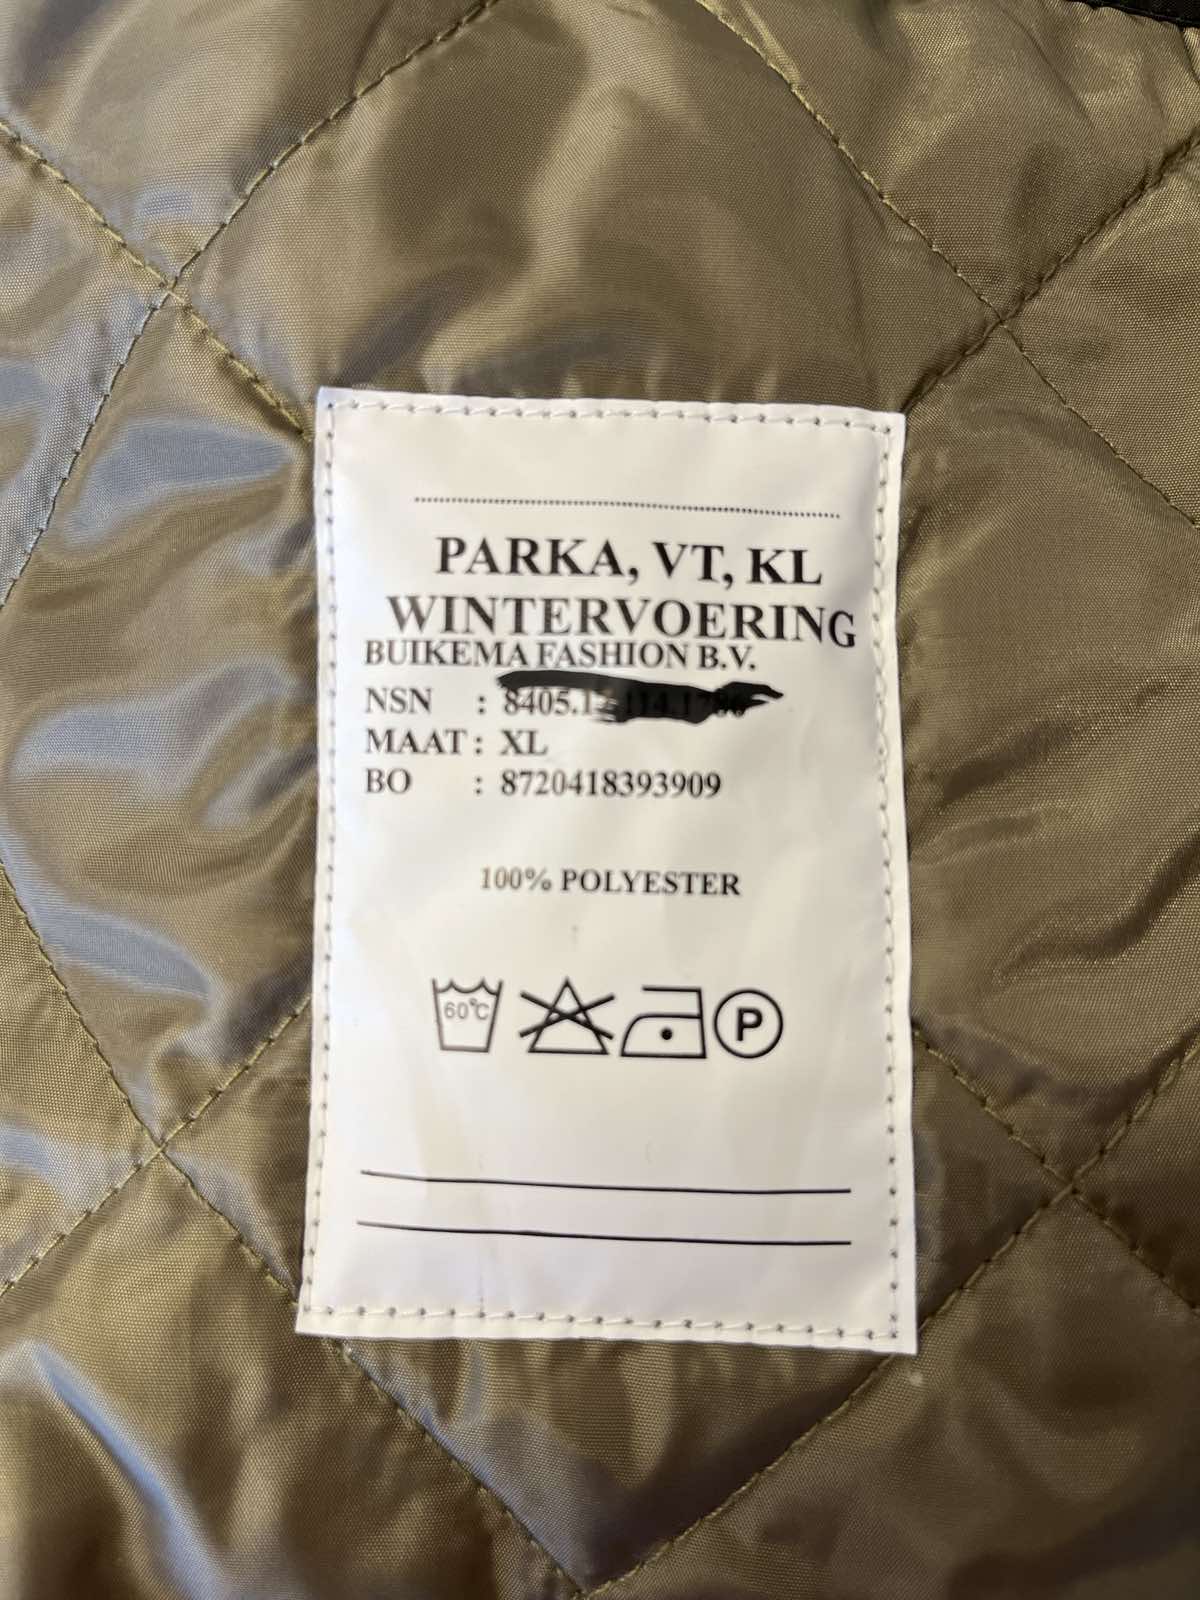 PARKA, VT, KL
WINTERVOERING
BUIKEMA FASHION B.V.
NSN : 8405.1
MAAT : XL
BO : 8720418393909
100% POLYESTER
60°C P